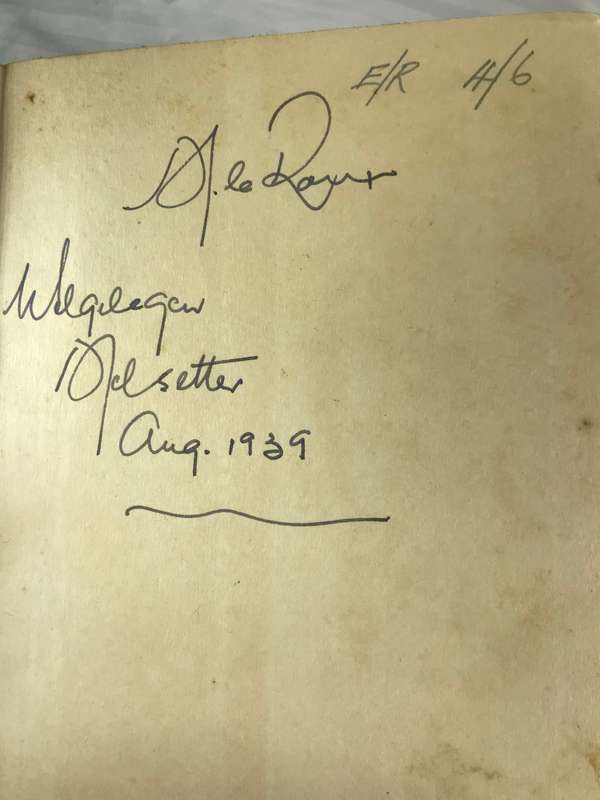 E/R 4/6
M. le Roux
Welgelegen
Melsetter
Aug. 1939